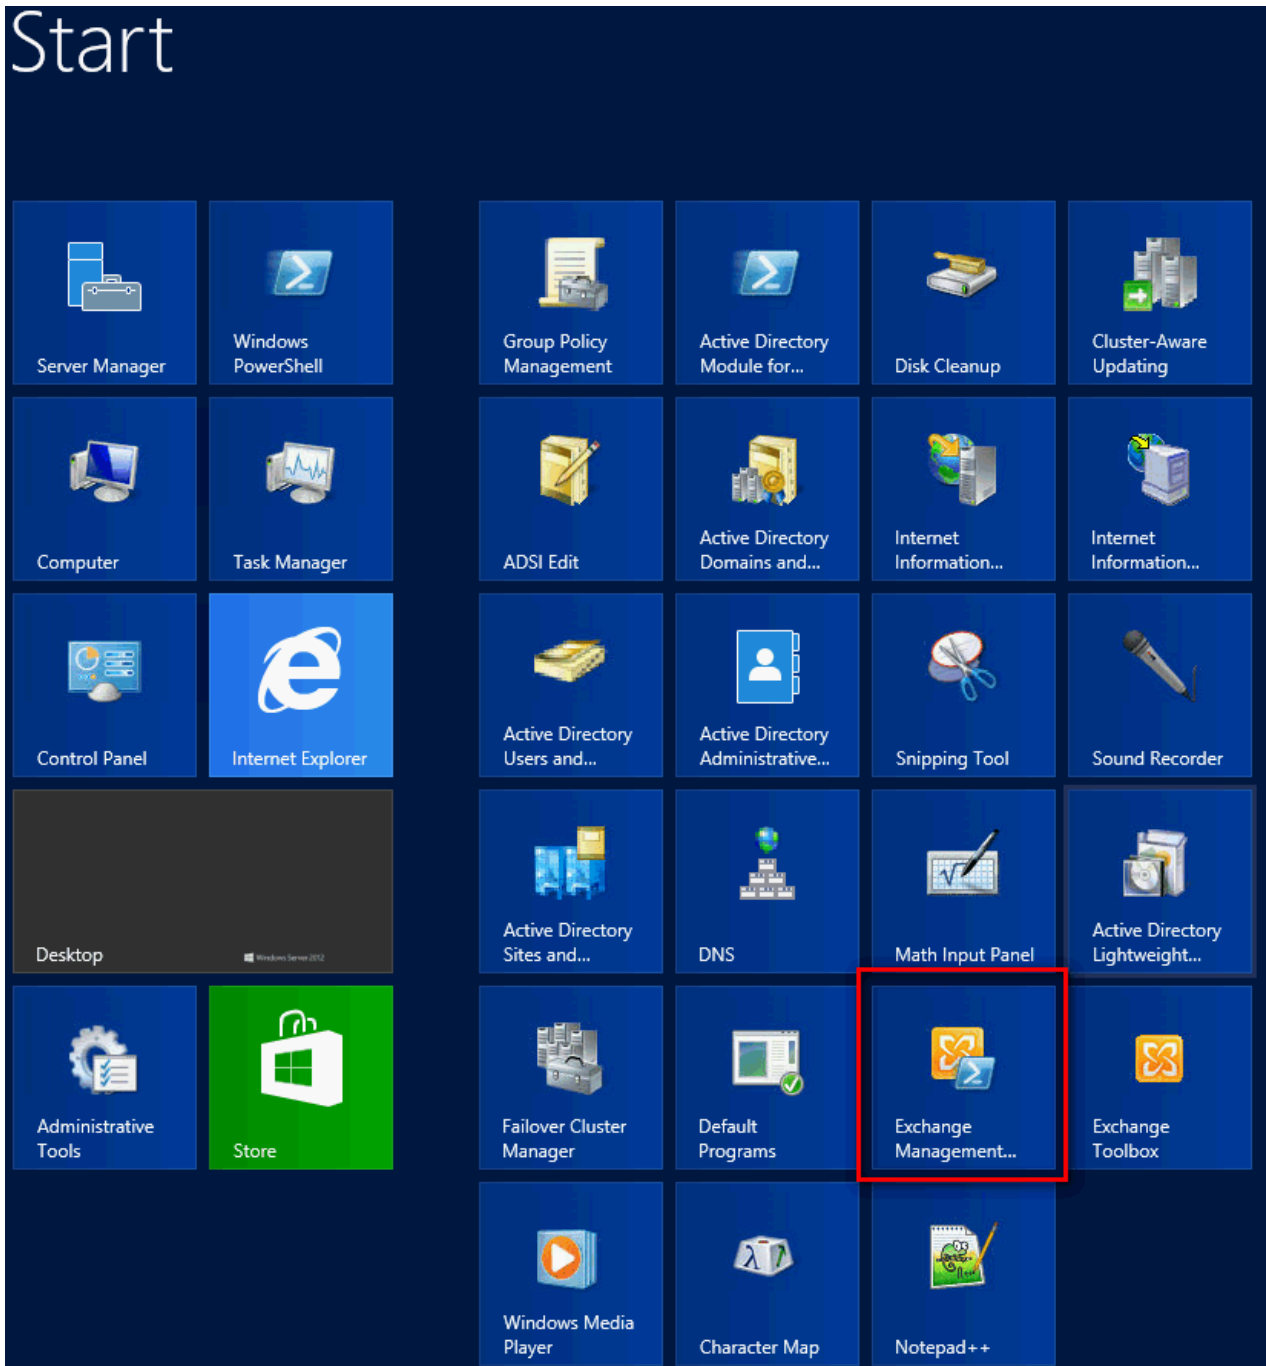 Start
Server Manager
Windows
PowerShell
Group Policy
Management
Active Directory
Module for...
Disk Cleanup
Cluster-Aware
Updating
Computer
Task Manager
ADSI Edit
Active Directory
Domains and...
Internet
Information...
Internet
Information...
Control Panel
Internet Explorer
Active Directory
Users and...
Active Directory
Administrative...
Snipping Tool
Sound Recorder
Desktop
Windows Server 2012
Active Directory
Sites and...
DNS
Math Input Panel
Active Directory
Lightweight...
Administrative
Tools
Store
Failover Cluster
Manager
Default
Programs
Exchange
Management...
Exchange
Toolbox
Windows Media
Player
Character Map
Notepad++